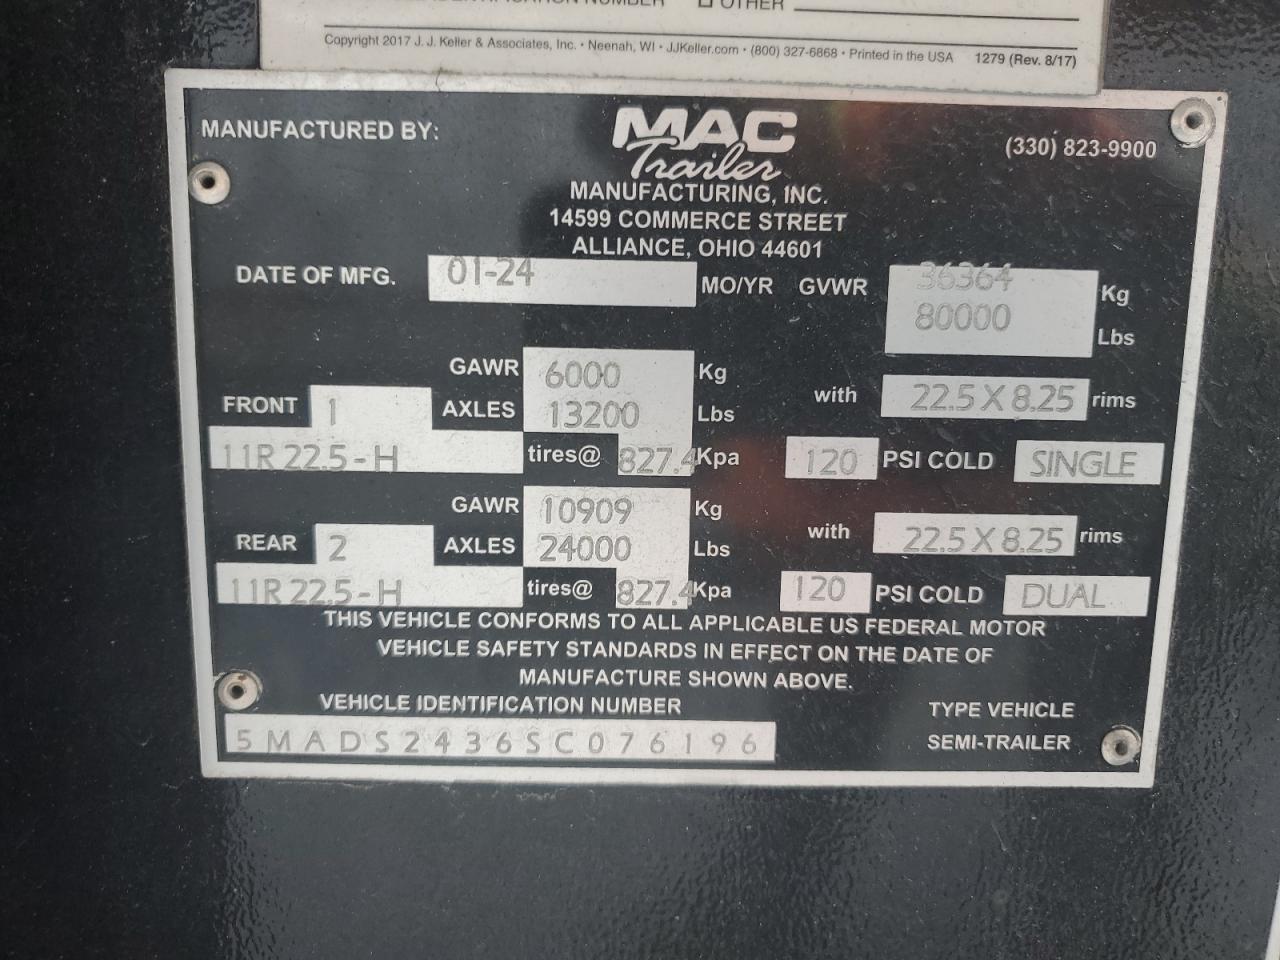 OTHER
Copyright 2017 J. J. Keller & Associates, Inc. • Neenah, WI • JJKeller.com • (800) 327-6868 • Printed in the USA 1279 (Rev. 8/17)
MANUFACTURED BY: MAC (330) 823-9900
Trailer
MANUFACTURING, INC.
14599 COMMERCE STREET
ALLIANCE, OHIO 44601
DATE OF MFG. 01-24 MO/YR GVWR 36364 Kg
80000 Lbs
GAWR 6000 Kg with 22.5 X 8.25 rims
FRONT 1 AXLES 13200 Lbs
11R 22.5 - H tires@ 827.4 Kpa 120 PSI COLD SINGLE
GAWR 10909 Kg with 22.5 X 8.25 rims
REAR 2 AXLES 24000 Lbs
11R 22.5 - H tires@ 827.4 Kpa 120 PSI COLD DUAL
THIS VEHICLE CONFORMS TO ALL APPLICABLE US FEDERAL MOTOR
VEHICLE SAFETY STANDARDS IN EFFECT ON THE DATE OF
MANUFACTURE SHOWN ABOVE.
VEHICLE IDENTIFICATION NUMBER TYPE VEHICLE
5MADS2436SC076196 SEMI-TRAILER